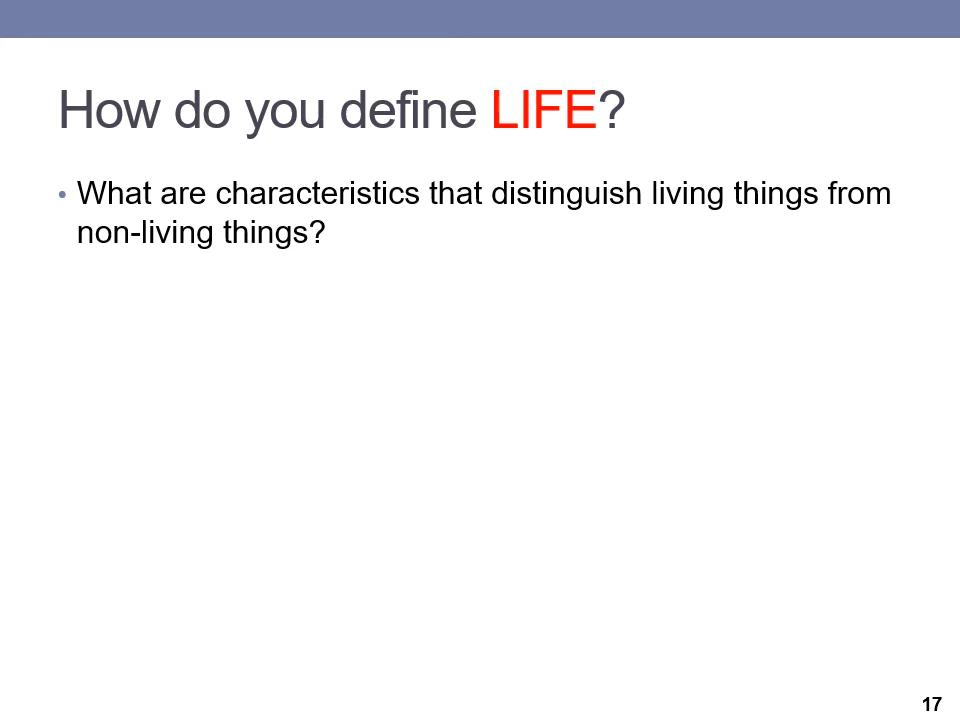 How do you define LIFE?
• What are characteristics that distinguish living things from
non-living things?
17